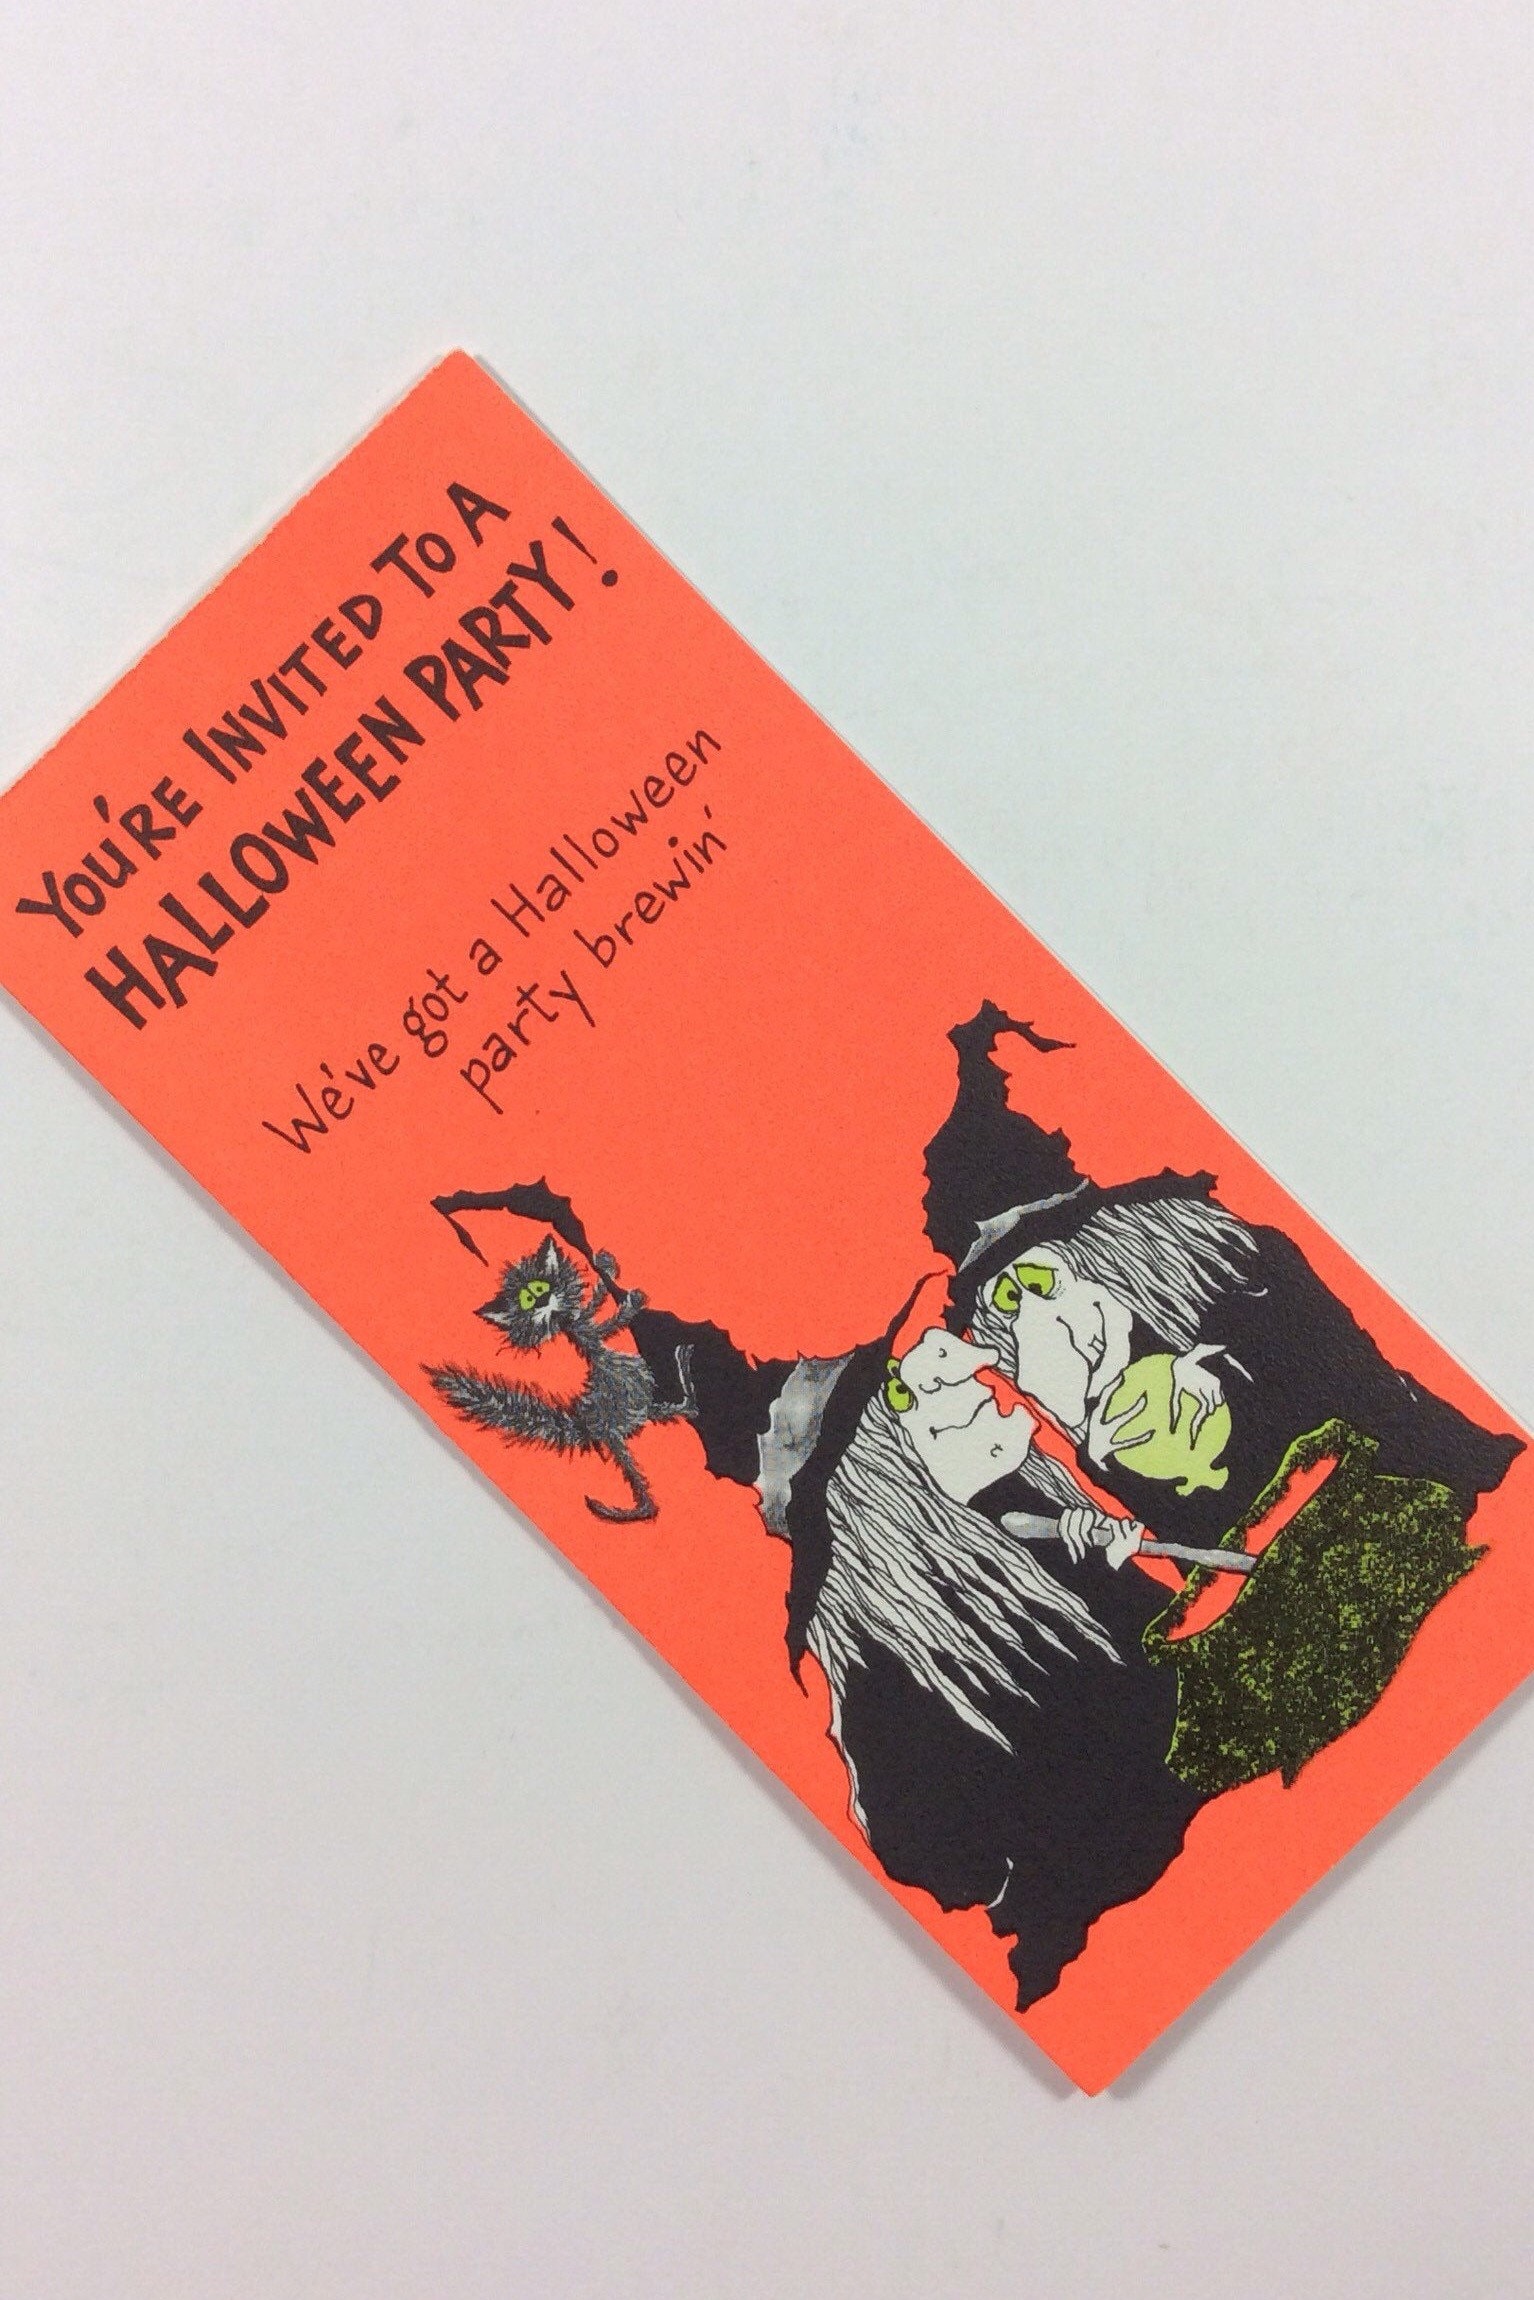 YOU'RE INVITED TO A
HALLOWEEN PARTY!
We've got a Halloween
party brewin'